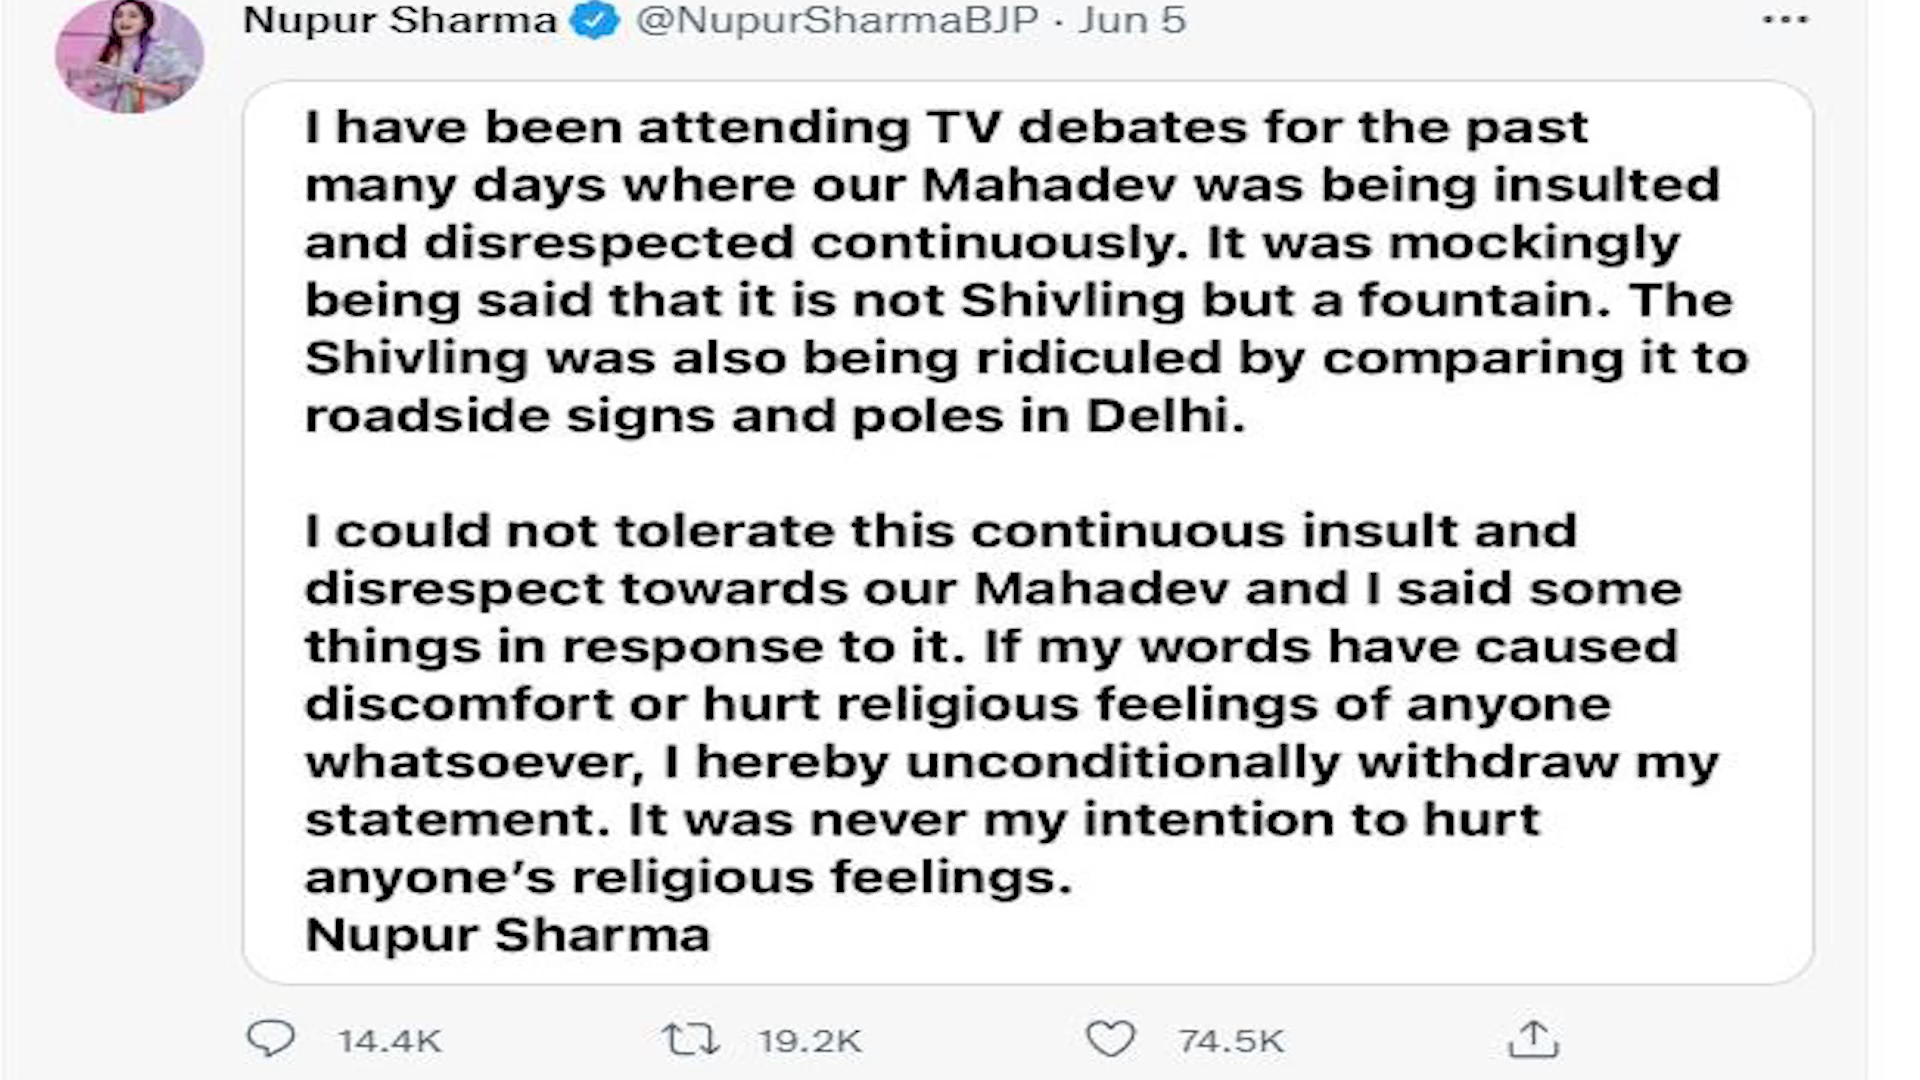 Nupur Sharma @NupurSharmaBJP · Jun 5
I have been attending TV debates for the past
many days where our Mahadev was being insulted
and disrespected continuously. It was mockingly
being said that it is not Shivling but a fountain. The
Shivling was also being ridiculed by comparing it to
roadside signs and poles in Delhi.
I could not tolerate this continuous insult and
disrespect towards our Mahadev and I said some
things in response to it. If my words have caused
discomfort or hurt religious feelings of anyone
whatsoever, I hereby unconditionally withdraw my
statement. It was never my intention to hurt
anyone’s religious feelings.
Nupur Sharma
14.4K 19.2K 74.5K